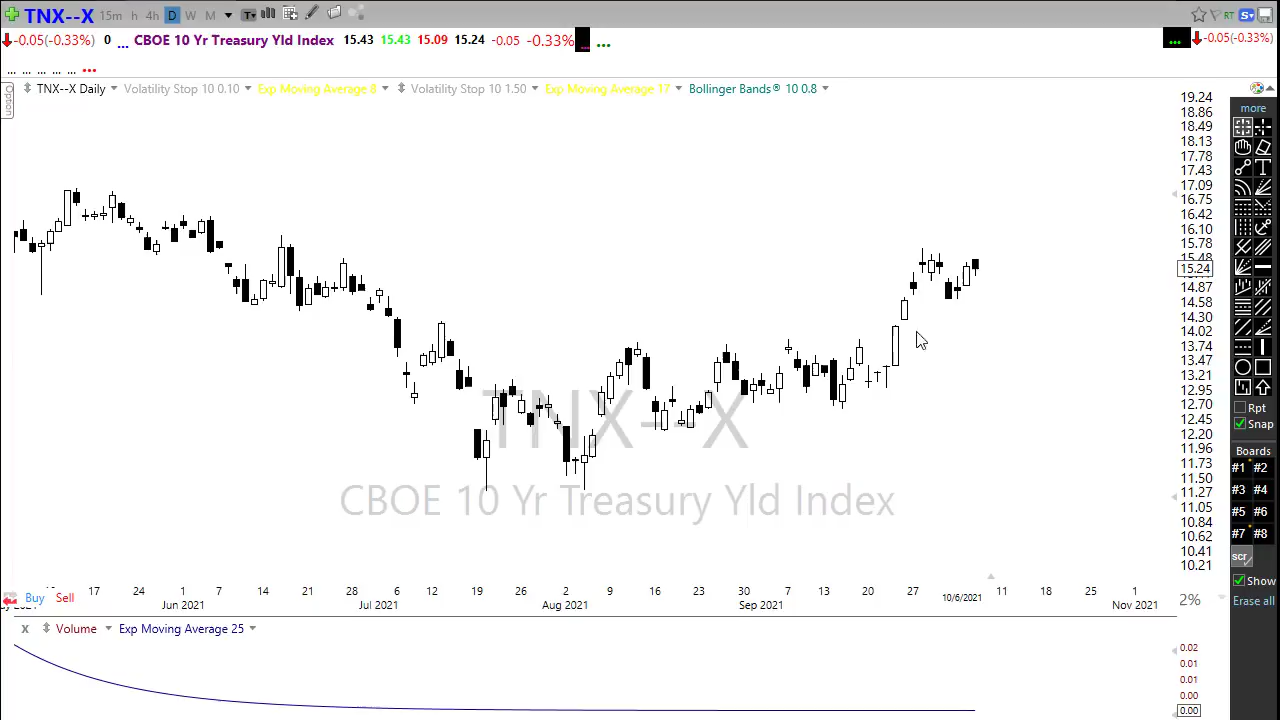 TNX--X 15m h 4h D W M T RT S
-0.05(-0.33%) 0 ... CBOE 10 Yr Treasury Yld Index 15.43 15.43 15.09 15.24 -0.05 -0.33% ... ... ... -0.05(-0.33%)
... ... ... ... ... ...
Option
TNX--X Daily Volatility Stop 10 0.10 Exp Moving Average 8 Volatility Stop 10 1.50 Exp Moving Average 17 Bollinger Bands® 10 0.8
19.24
18.86
18.49
18.13
17.78
17.43
17.09
16.75
16.42
16.10
15.78
15.48
15.24
14.87
14.58
14.30
14.02
13.74
13.47
13.21
12.95
12.70
12.45
12.20
11.96
11.73
11.50
11.27
11.05
10.84
10.62
10.41
10.21
more
T
Rpt
Snap
Boards
#1 #2
#3 #4
#5 #6
#7 #8
scr
Show
Erase all
TNX--X
CBOE 10 Yr Treasury Yld Index
17 24 1 7 14 21 28 6 12 19 26 2 9 16 23 30 7 13 20 27 10/6/2021 11 18 25 1
Jun 2021 Jul 2021 Aug 2021 Sep 2021 Nov 2021
Buy Sell
2%
x Volume Exp Moving Average 25
0.02
0.01
0.01
0.00
0.00